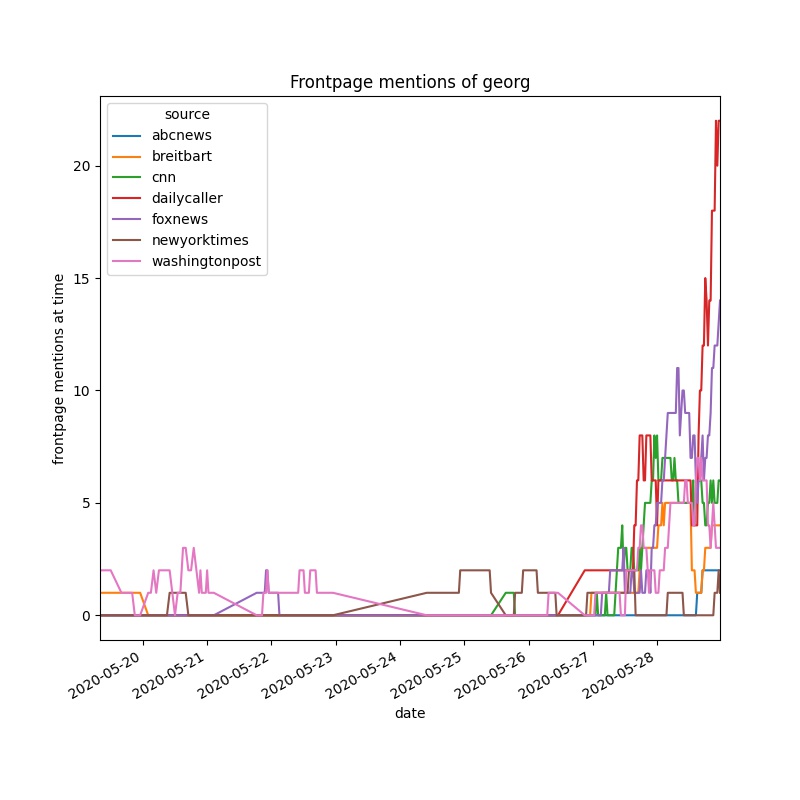 Frontpage mentions of georg
source
abcnews
breitbart
cnn
dailycaller
foxnews
newyorktimes
washingtonpost
frontpage mentions at time
20
15
10
5
0
2020-05-20
2020-05-21
2020-05-22
2020-05-23
2020-05-24
2020-05-25
2020-05-26
2020-05-27
2020-05-28
date